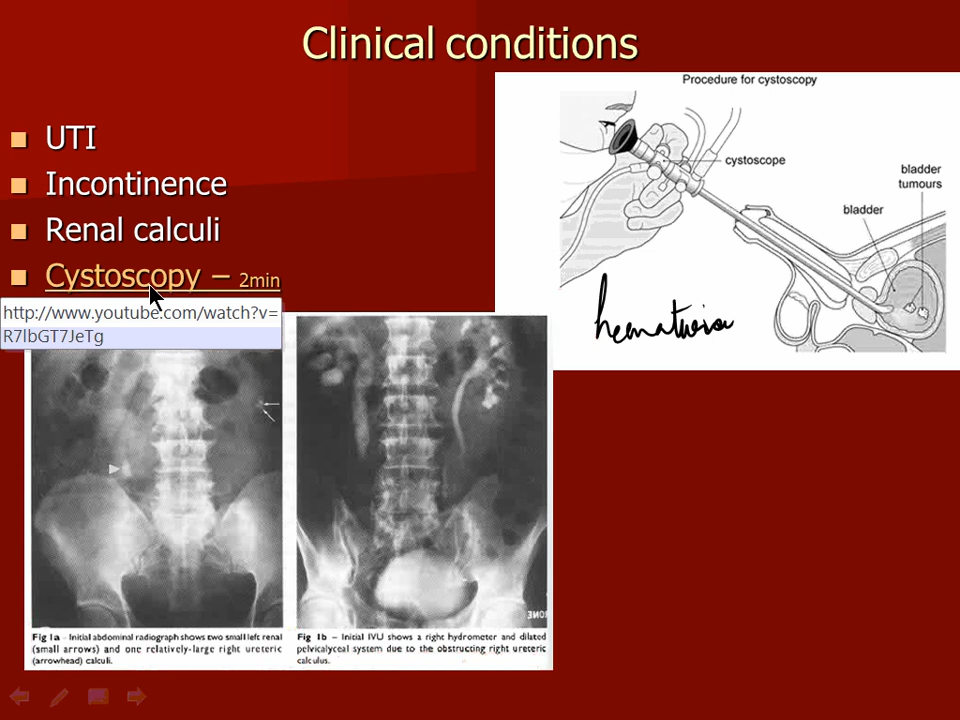 Clinical conditions
Procedure for cystoscopy
UTI
Incontinence
Renal calculi
Cystoscopy – 2min
http://www.youtube.com/watch?v=
R7lbGT7JeTg
cystoscope
bladder
tumours
bladder
hematuria
Fig 1a – Initial abdominal radiograph shows two small left renal
(small arrows) and one relatively-large right ureteric
(arrowhead) calculi.
Fig 1b – Initial IVU shows a right hydrometer and dilated
pelvicalyceal system due to the obstructing right ureteric
calculus.